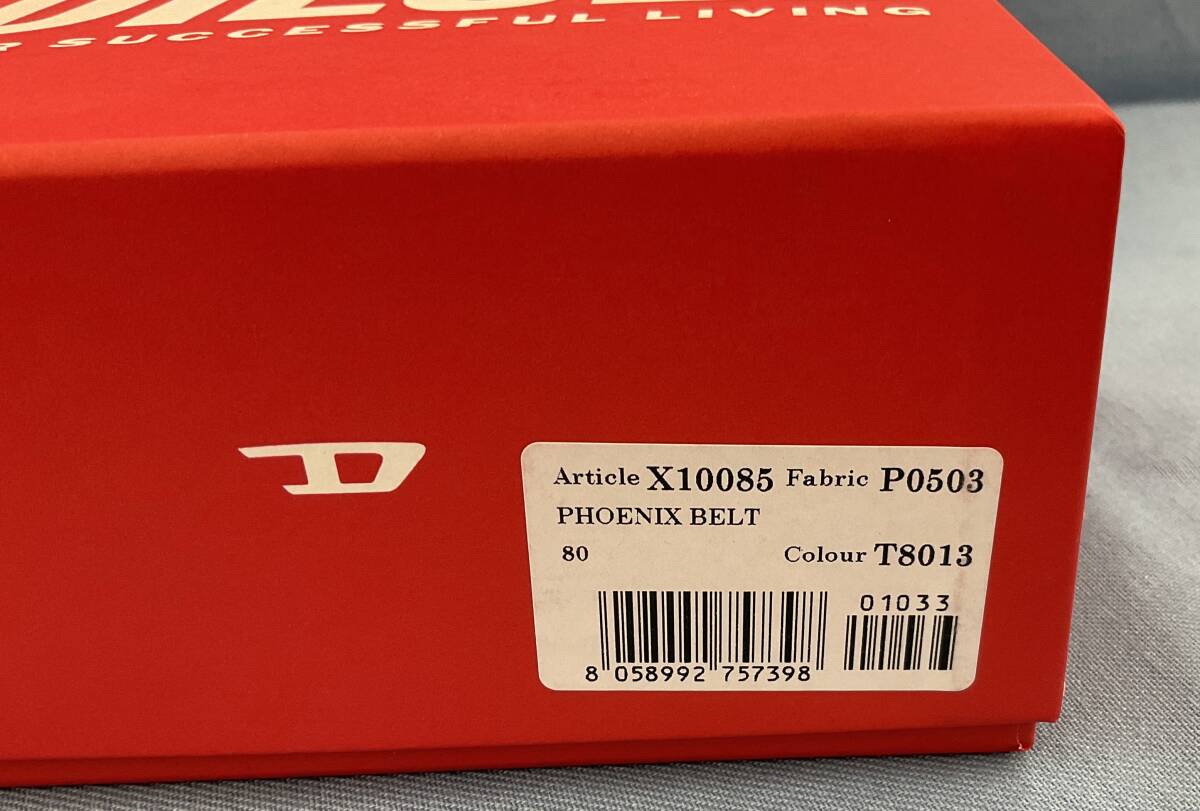 SUCCESSFUL LIVING
Article X10085 Fabric P0503
PHOENIX BELT
80 Colour T8013
01033
8 058992 757398